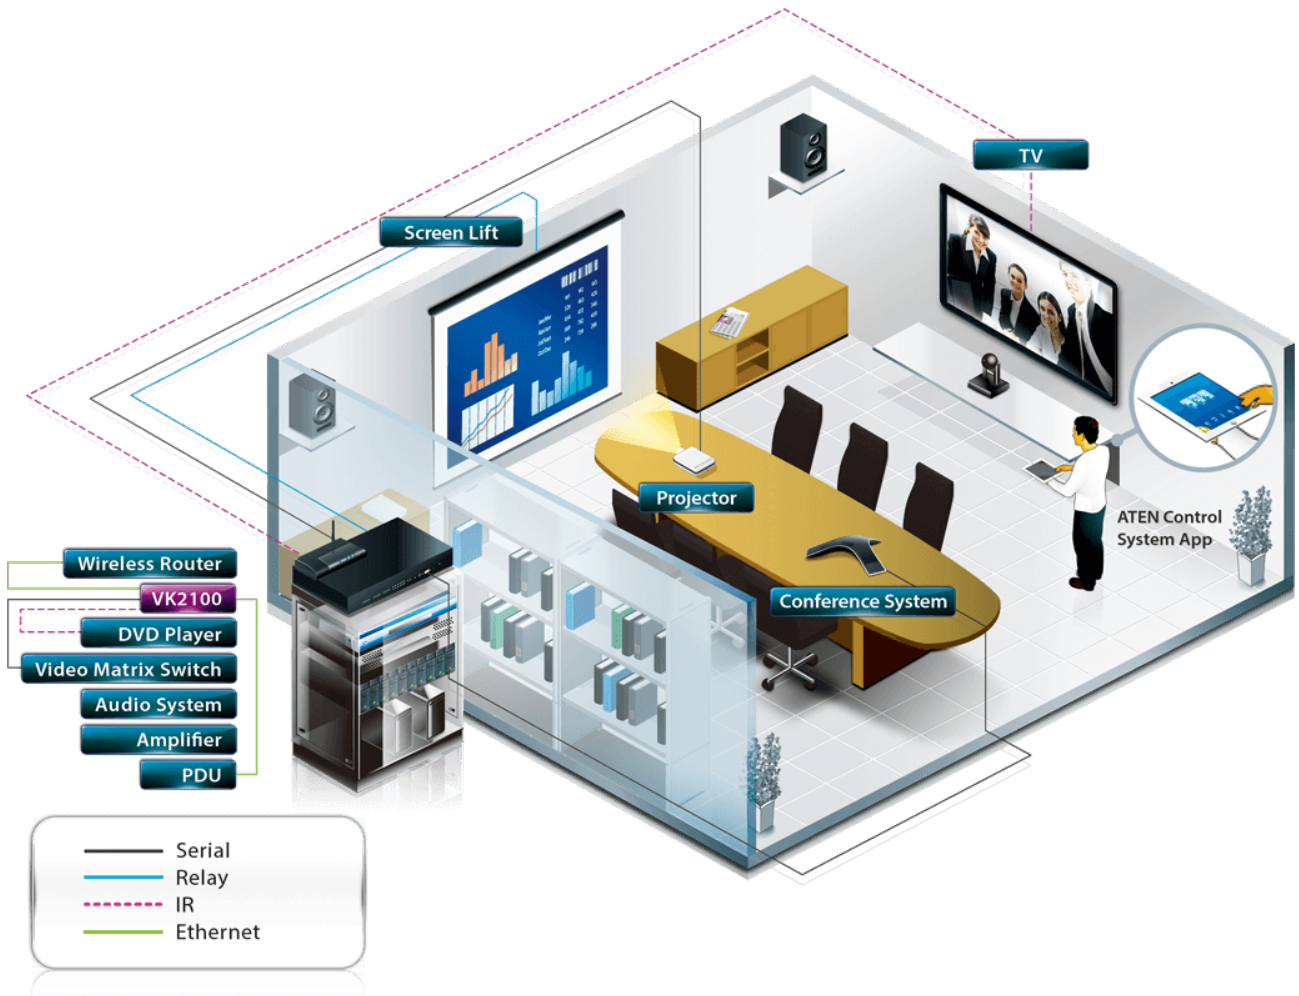 TV
Screen Lift
Projector
ATEN Control
System App
Conference System
Wireless Router
VK2100
DVD Player
Video Matrix Switch
Audio System
Amplifier
PDU
Serial
Relay
IR
Ethernet